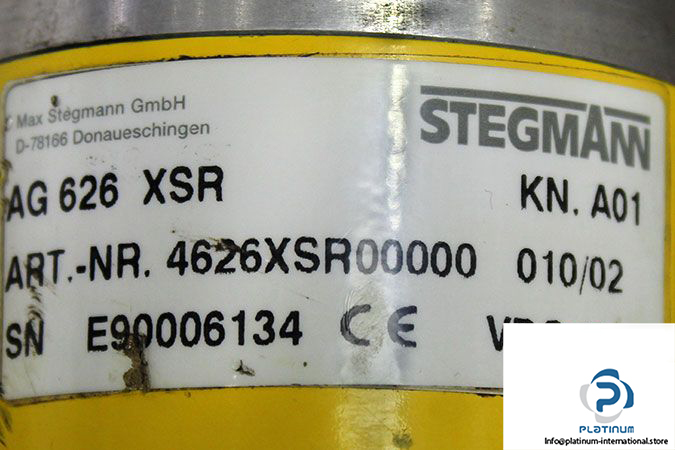 Max Stegmann GmbH
D-78166 Donaueschingen
STEGMANN
AG 626 XSR KN. A01
ART.-NR. 4626XSR00000 010/02
SN E90006134 CE
PLATINUM
Info@platinum-international.store